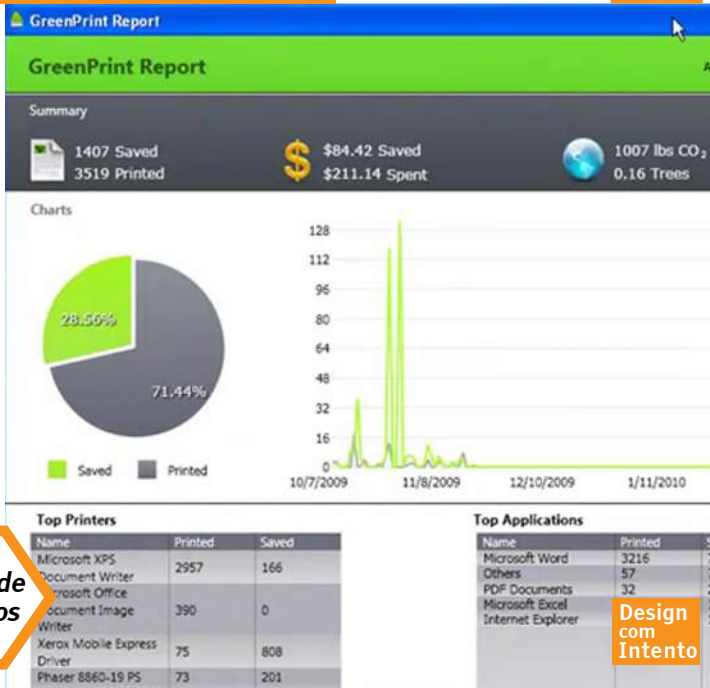 GreenPrint Report
GreenPrint Report
Summary
1407 Saved
3519 Printed
$84.42 Saved
$211.14 Spent
1007 lbs CO₂
0.16 Trees
Charts
28.56%
71.44%
Saved Printed
128
112
96
80
64
48
32
16
0
10/7/2009 11/8/2009 12/10/2009 1/11/2010
Top Printers
Name Printed Saved
Microsoft XPS
Document Writer 2957 166
Microsoft Office
Document Image
Writer 390 0
Xerox Mobile Express
Driver 75 808
Phaser 8860-19 PS 73 201
Top Applications
Name Printed
Microsoft Word 3216
Others 57
PDF Documents 32
Microsoft Excel
Internet Explorer
de
os
Design
com
Intento